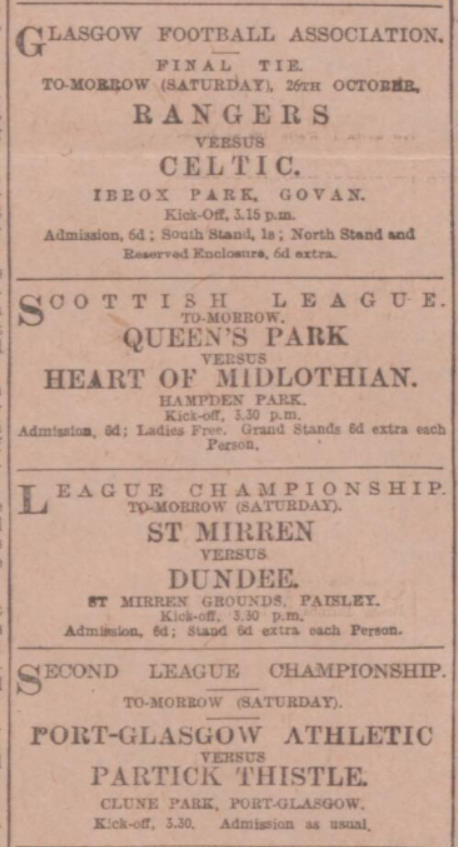 GLASGOW FOOTBALL ASSOCIATION.
FINAL TIE.
TO-MORROW (SATURDAY), 26TH OCTOBER,
RANGERS
VERSUS
CELTIC.
IBROX PARK, GOVAN.
Kick-Off, 3.15 p.m.
Admission, 6d; South Stand, 1s; North Stand and
Reserved Enclosure, 6d extra.
SCOTTISH LEAGUE.
TO-MORROW.
QUEEN'S PARK
VERSUS
HEART OF MIDLOTHIAN.
HAMPDEN PARK.
Kick-off, 3.30 p.m.
Admission, 6d; Ladies Free. Grand Stands 6d extra each
Person.
LEAGUE CHAMPIONSHIP.
TO-MORROW (SATURDAY).
ST MIRREN
VERSUS
DUNDEE.
ST MIRREN GROUNDS, PAISLEY.
Kick-off, 3.30 p.m.
Admission, 6d; Stand 6d extra each Person.
SECOND LEAGUE CHAMPIONSHIP.
TO-MORROW (SATURDAY).
PORT-GLASGOW ATHLETIC
VERSUS
PARTICK THISTLE.
CLUNE PARK, PORT-GLASGOW.
Kick-off, 3.30. Admission as usual.